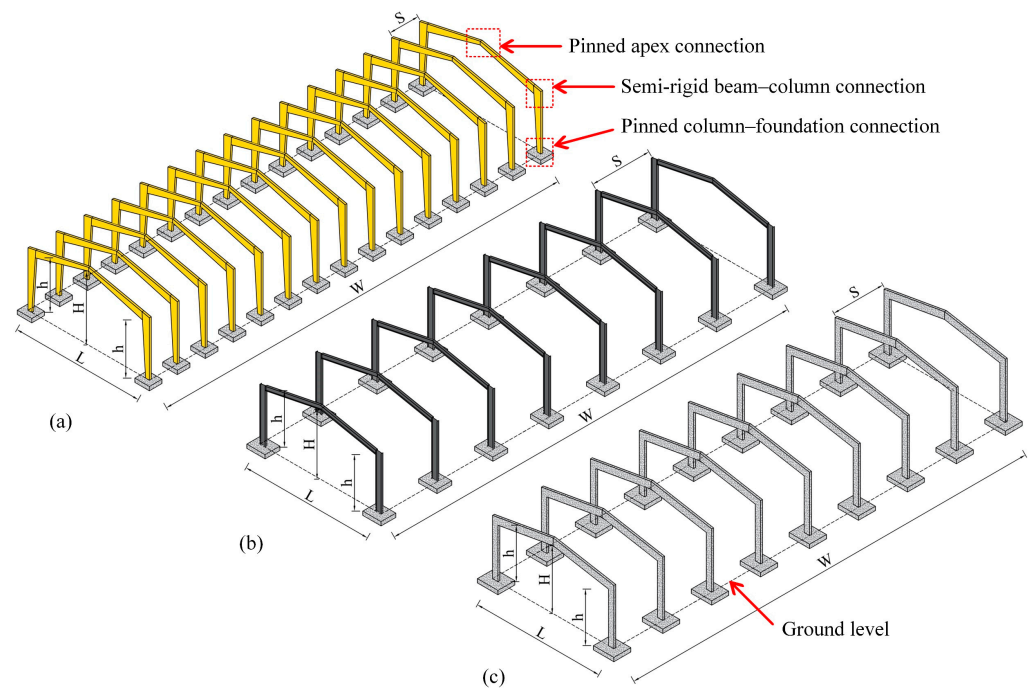 S
Pinned apex connection
Semi-rigid beam–column connection
Pinned column–foundation connection
S
h
H
h
W
L
(a)
S
h
H
h
W
L
(b)
h
H
h
W
L
Ground level
(c)